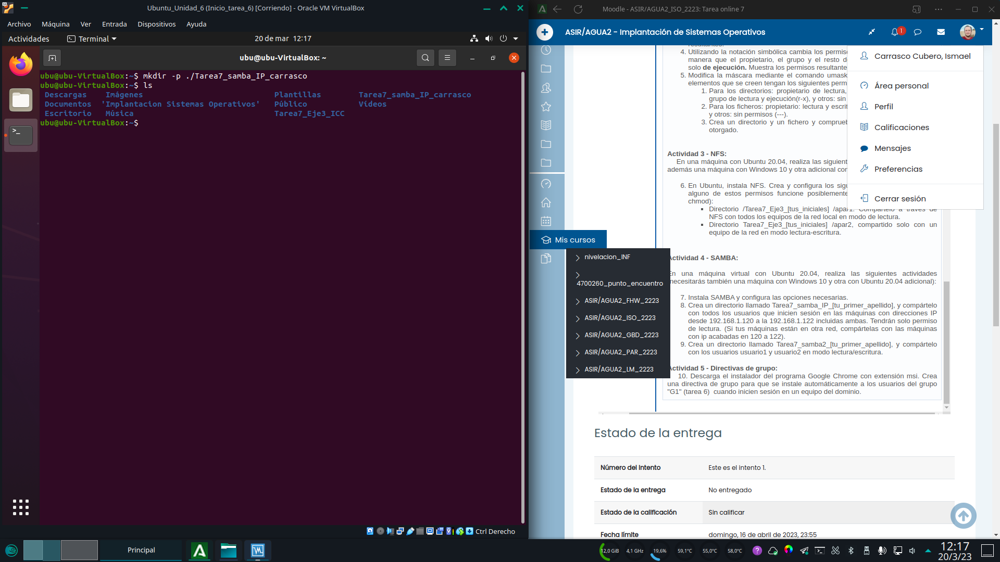 Ubuntu_Unidad_6 (Inicio_tarea_6) [Corriendo] - Oracle VM VirtualBox
Archivo Máquina Ver Entrada Dispositivos Ayuda
Actividades Terminal 20 de mar 12:17
ubu@ubu-VirtualBox: ~
ubu@ubu-VirtualBox:~$ mkdir -p ./Tarea7_samba_IP_carrasco
ubu@ubu-VirtualBox:~$ ls
Descargas Imágenes Plantillas Tarea7_samba_IP_carrasco
Documentos 'Implantacion Sistemas Operativos' Público Vídeos
Escritorio Música Tarea7_Eje3_ICC
ubu@ubu-VirtualBox:~$
Ctrl Derecho
Moodle - ASIR/AGUA2_ISO_2223: Tarea online 7
ASIR/AGUA2 - Implantación de Sistemas Operativos
1
Carrasco Cubero, Ismael
Área personal
Perfil
Calificaciones
Mensajes
Preferencias
Cerrar sesión
resultantes.
4. Utilizando la notación simbólica cambia los
manera que el propietario, el grupo y el resto
solo de ejecución. Muestra los permisos resultante
5. Modifica la máscara mediante el comando umask
elementos que se creen tengan los siguientes
1. Para los directorios: propietario de lectura,
grupo de lectura y ejecución(r-x), y otros: sin
2. Para los ficheros: propietario: lectura y
y otros: sin permisos (---).
3. Crea un directorio y un fichero y
otorgado.
Actividad 3 - NFS:
En una máquina con Ubuntu 20.04, realiza las
además una máquina con Windows 10 y otra adicional
6. En Ubuntu, instala NFS. Crea y configura los
alguno de estos permisos funcione posiblemente
chmod):
Directorio /Tarea7_Eje3_[tus_iniciales] /apar1. Compártelo a través de
NFS con todos los equipos de la red local en modo de lectura.
Directorio Tarea7_Eje3_[tus_iniciales] /apar2, compartido solo con un
equipo de la red en modo lectura-escritura.
Mis cursos
nivelacion_INF
4700260_punto_encuentro
ASIR/AGUA2_FHW_2223
ASIR/AGUA2_ISO_2223
ASIR/AGUA2_GBD_2223
ASIR/AGUA2_PAR_2223
ASIR/AGUA2_LM_2223
Actividad 4 - SAMBA:
En una máquina virtual con Ubuntu 20.04, realiza las siguientes actividades
necesitarás también una máquina con Windows 10 y otra con Ubuntu 20.04 adicional):
7. Instala SAMBA y configura las opciones necesarias.
8. Crea un directorio llamado Tarea7_samba_IP_[tu_primer_apellido], y compártelo
con todos los usuarios que inicien sesión en las máquinas con direcciones IP
desde 192.168.1.120 a la 192.168.1.122 incluidas ambas. Tendrán solo permiso
de lectura. (Si tus máquinas están en otra red, compártelas con las máquinas
con ip acabadas en 120 a 122).
9. Crea un directorio llamado Tarea7_samba2_[tu_primer_apellido], y compártelo
con los usuarios usuario1 y usuario2 en modo lectura/escritura.
Actividad 5 - Directivas de grupo:
10. Descarga el instalador del programa Google Chrome con extensión msi. Crea
una directiva de grupo para que se instale automáticamente a los usuarios del grupo
"G1" (tarea 6) cuando inicien sesión en un equipo del dominio.
Estado de la entrega
Número del intento Este es el intento 1.
Estado de la entrega No entregado
Estado de la calificación Sin calificar
Fecha límite domingo, 16 de abril de 2023, 23:55
Principal
12,0 GiB 4,1 GHz 19,6% 59,1°C 55,0°C 58,0°C
12:17
20/3/23